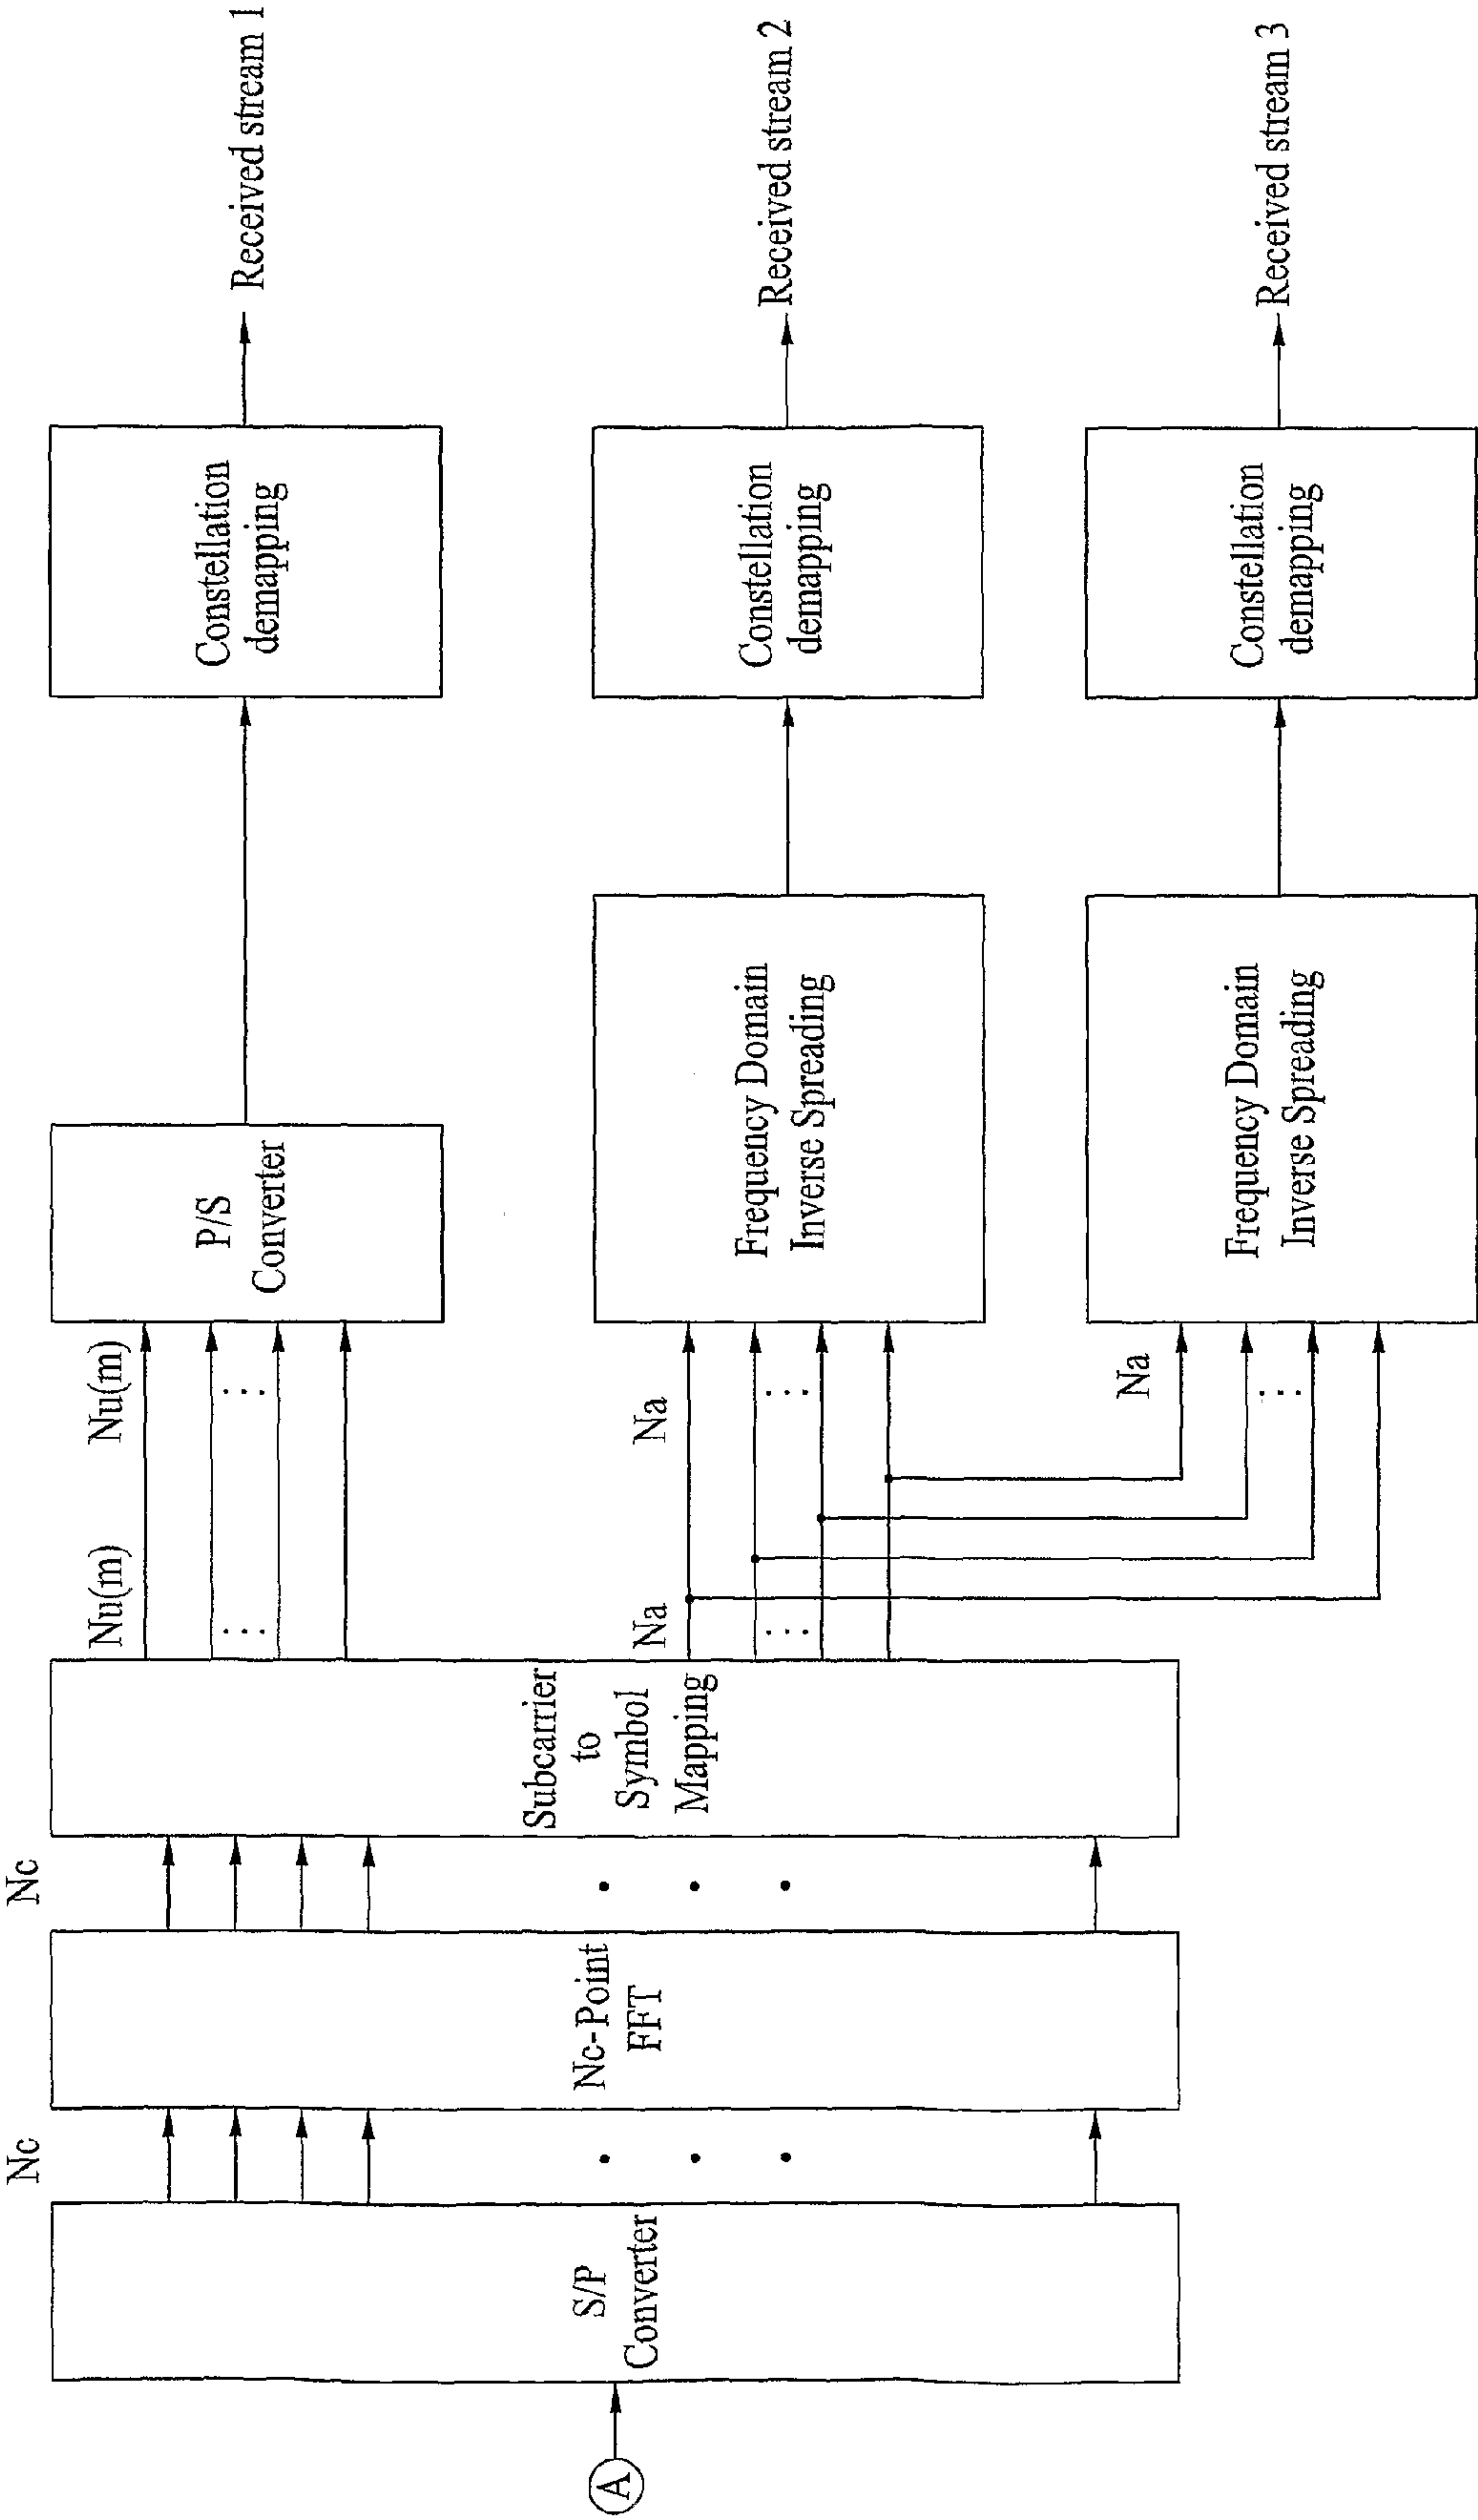 A
S/P
Converter
Nc
Nc-Point
FFT
Nc
Subcarrier
to
Symbol
Mapping
Nu(m)
Nu(m)
P/S
Converter
Constellation
demapping
Received stream 1
Na
Na
Frequency Domain
Inverse Spreading
Constellation
demapping
Received stream 2
Na
Frequency Domain
Inverse Spreading
Constellation
demapping
Received stream 3